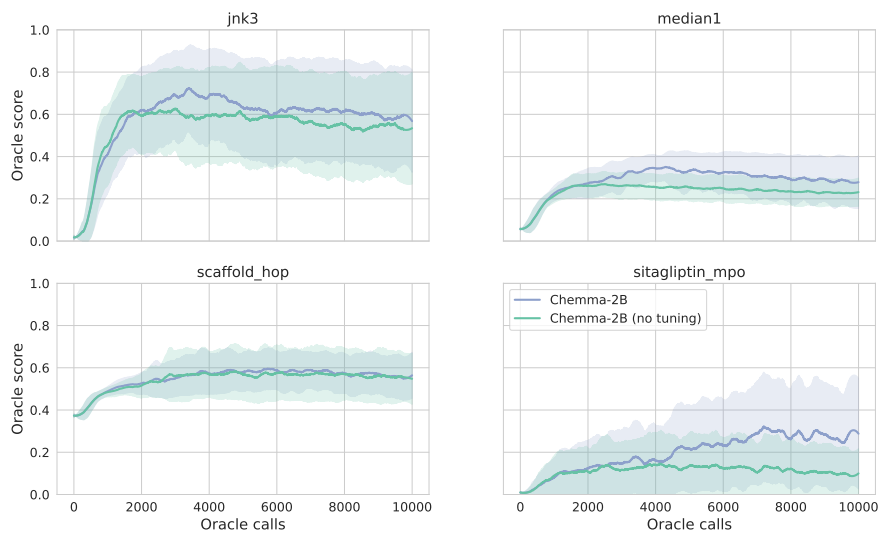 jnk3
median1
1.0
0.8
0.6
0.4
0.2
0.0
Oracle score
scaffold_hop
sitagliptin_mpo
1.0
0.8
0.6
0.4
0.2
0.0
Oracle score
Chemma-2B
Chemma-2B (no tuning)
0 2000 4000 6000 8000 10000
0 2000 4000 6000 8000 10000
Oracle calls
Oracle calls